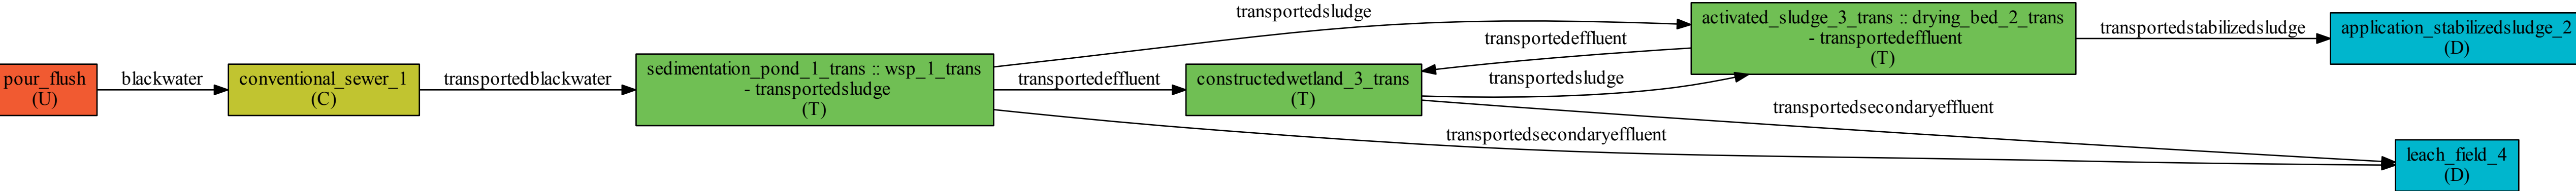 pour_flush
(U)
blackwater
conventional_sewer_1
(C)
transportedblackwater
sedimentation_pond_1_trans :: wsp_1_trans
- transportedsludge
(T)
transportedsludge
transportedeffluent
transportedsecondaryeffluent
constructedwetland_3_trans
(T)
transportedeffluent
transportedsludge
transportedsecondaryeffluent
activated_sludge_3_trans :: drying_bed_2_trans
- transportedeffluent
(T)
transportedstabilizedsludge
application_stabilizedsludge_2
(D)
leach_field_4
(D)